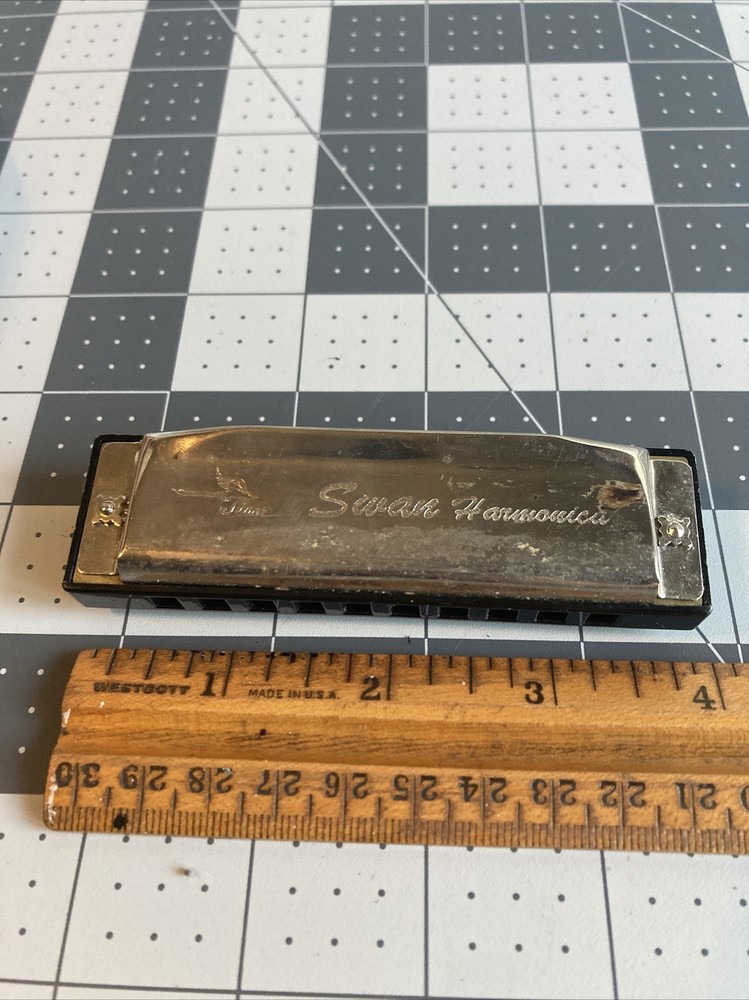 Swan Harmonica
1 2 3 4
WESTCOTT MADE IN U.S.A.
30 29 28 27 26 25 24 23 22 21